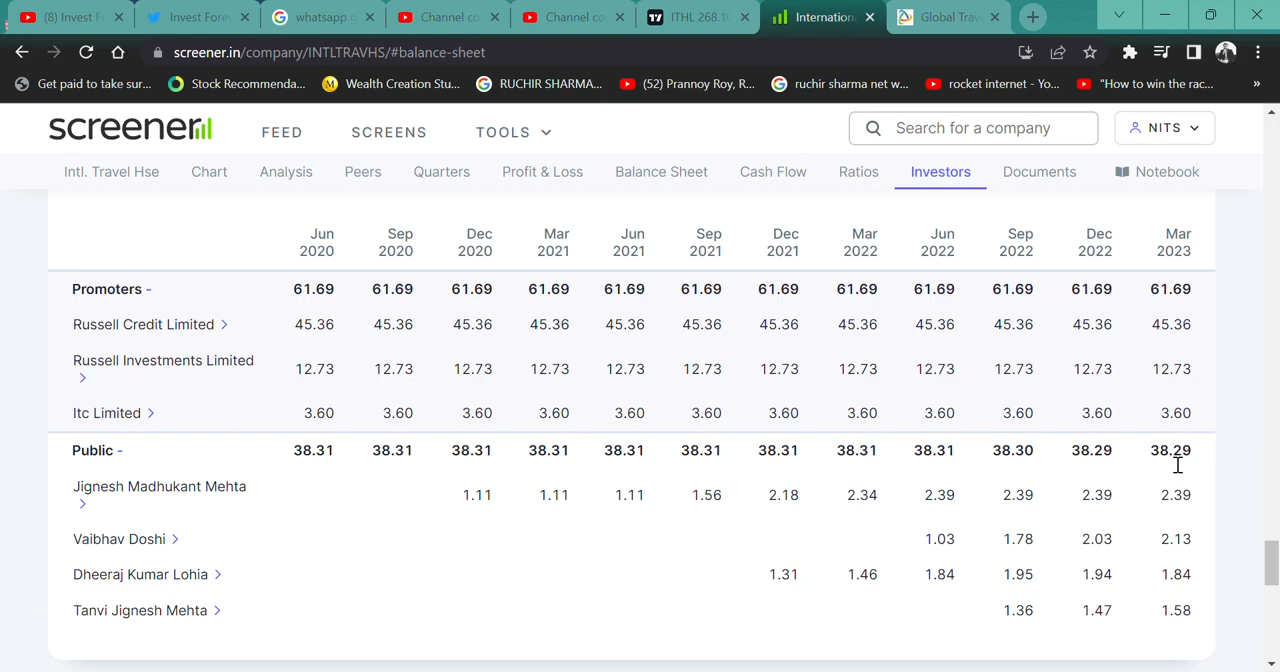 (8) Invest F
Invest Fore
whatsapp g
Channel co
Channel co
ITHL 268.10
Internation
Global Trav
screener.in/company/INTLTRAVHS/#balance-sheet
Get paid to take sur...
Stock Recommenda...
Wealth Creation Stu...
RUCHIR SHARMA...
(52) Prannoy Roy, R...
ruchir sharma net w...
rocket internet - Yo...
"How to win the rac...
»
screener
FEED
SCREENS
TOOLS
Search for a company
NITS
Intl. Travel Hse
Chart
Analysis
Peers
Quarters
Profit & Loss
Balance Sheet
Cash Flow
Ratios
Investors
Documents
Notebook
Jun Sep Dec Mar Jun Sep Dec Mar Jun Sep Dec Mar
2020 2020 2020 2021 2021 2021 2021 2022 2022 2022 2022 2023
Promoters - 61.69 61.69 61.69 61.69 61.69 61.69 61.69 61.69 61.69 61.69 61.69 61.69
Russell Credit Limited > 45.36 45.36 45.36 45.36 45.36 45.36 45.36 45.36 45.36 45.36 45.36 45.36
Russell Investments Limited
> 12.73 12.73 12.73 12.73 12.73 12.73 12.73 12.73 12.73 12.73 12.73 12.73
Itc Limited > 3.60 3.60 3.60 3.60 3.60 3.60 3.60 3.60 3.60 3.60 3.60 3.60
Public - 38.31 38.31 38.31 38.31 38.31 38.31 38.31 38.31 38.31 38.30 38.29 38.29
Jignesh Madhukant Mehta
> 1.11 1.11 1.11 1.56 2.18 2.34 2.39 2.39 2.39 2.39
Vaibhav Doshi > 1.03 1.78 2.03 2.13
Dheeraj Kumar Lohia > 1.31 1.46 1.84 1.95 1.94 1.84
Tanvi Jignesh Mehta > 1.36 1.47 1.58